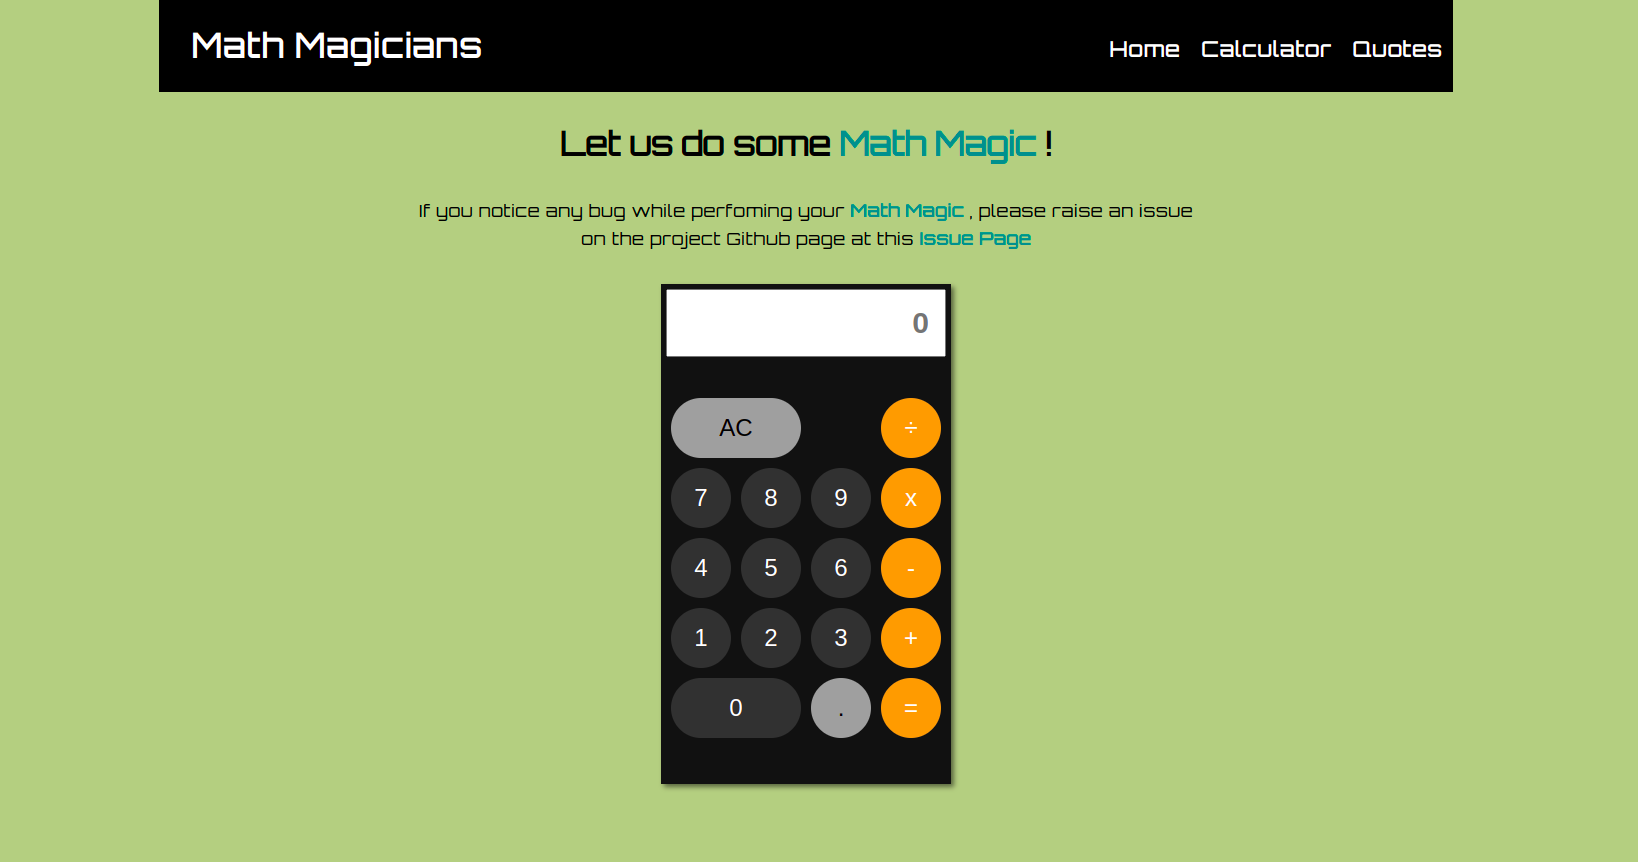 Math Magicians
Home Calculator Quotes
Let us do some Math Magic !
If you notice any bug while perfoming your Math Magic , please raise an issue
on the project Github page at this Issue Page
0
AC ÷
7 8 9 x
4 5 6 -
1 2 3 +
0 . =